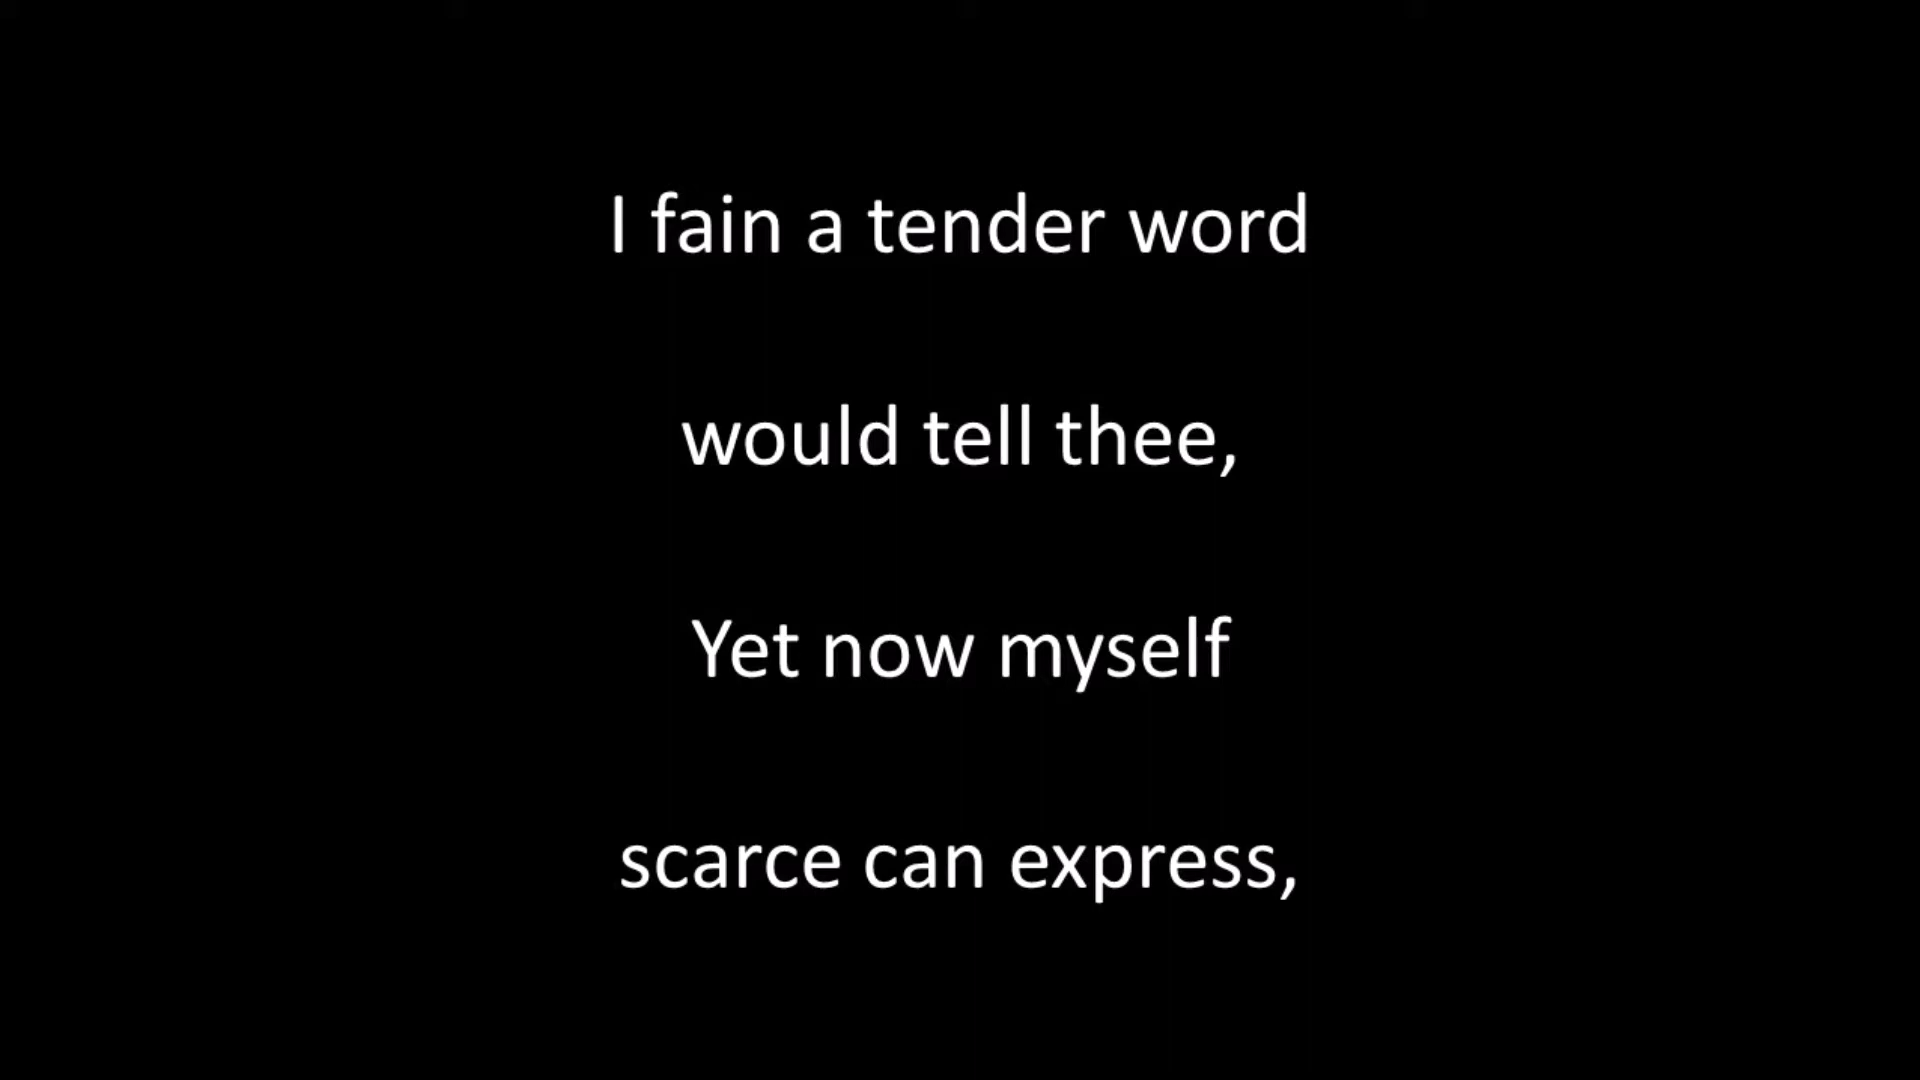 I fain a tender word
would tell thee,
Yet now myself
scarce can express,